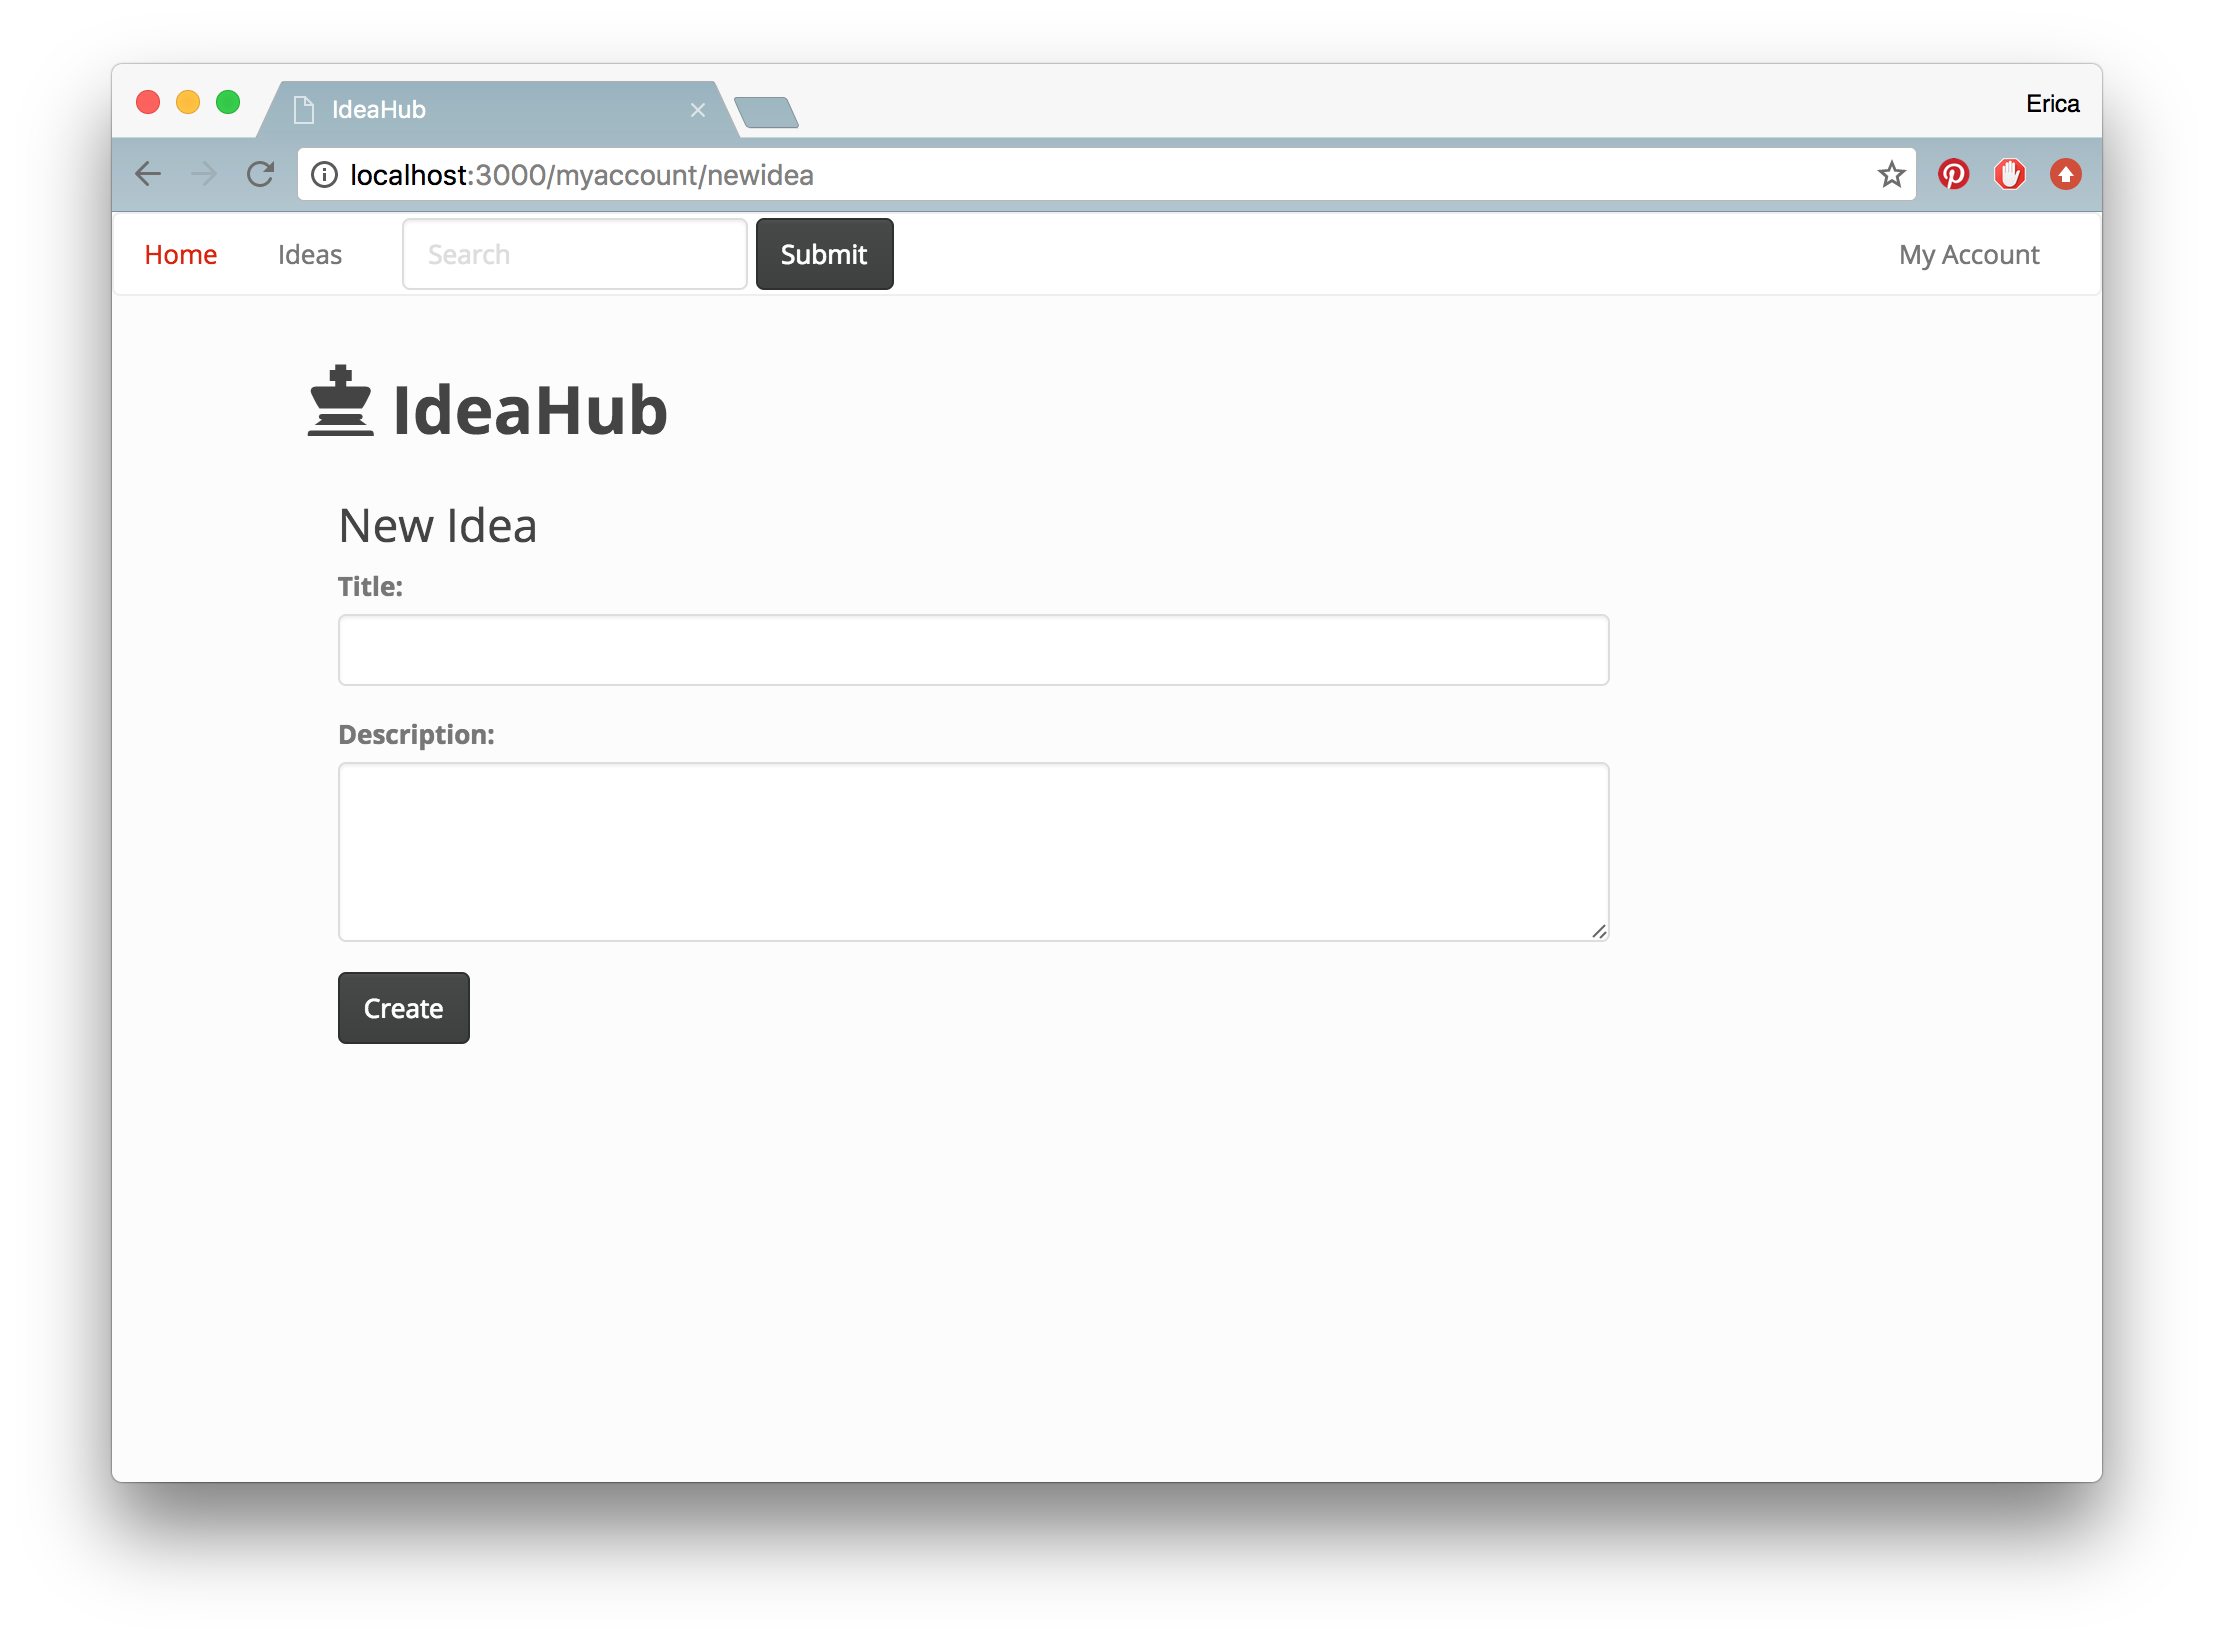 IdeaHub
Erica
localhost:3000/myaccount/newidea
Home Ideas Search Submit My Account
IdeaHub
New Idea
Title:
Description:
Create